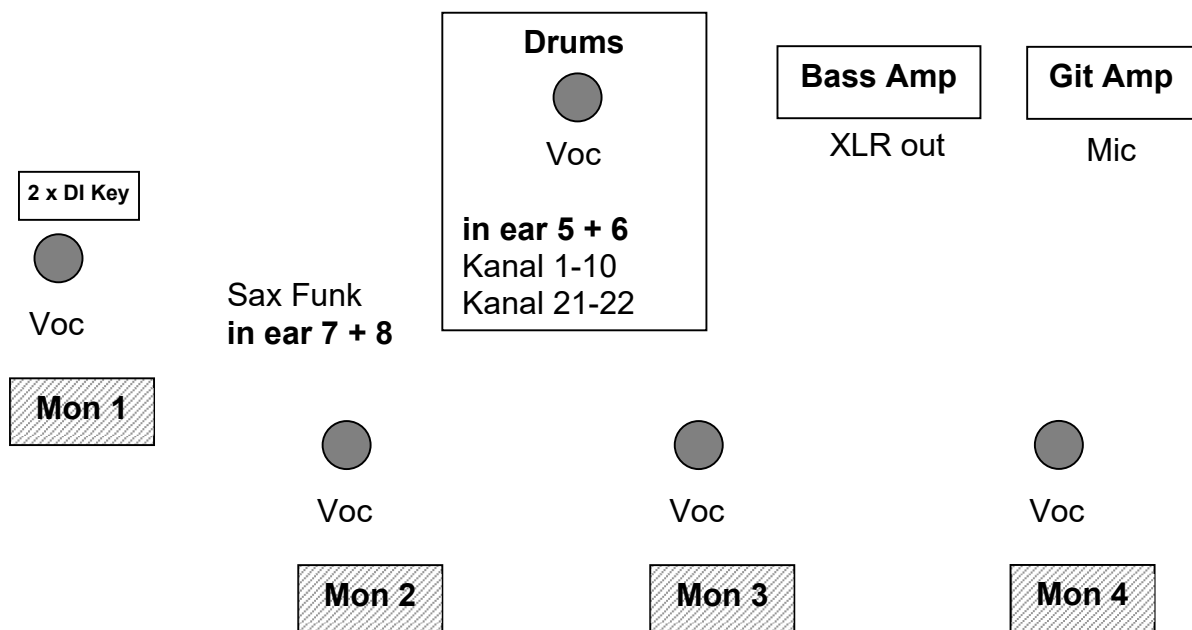 Drums
Voc
in ear 5 + 6
Kanal 1-10
Kanal 21-22
Bass Amp
XLR out
Git Amp
Mic
2 x DI Key
Voc
Mon 1
Sax Funk
in ear 7 + 8
Voc
Mon 2
Voc
Mon 3
Voc
Mon 4